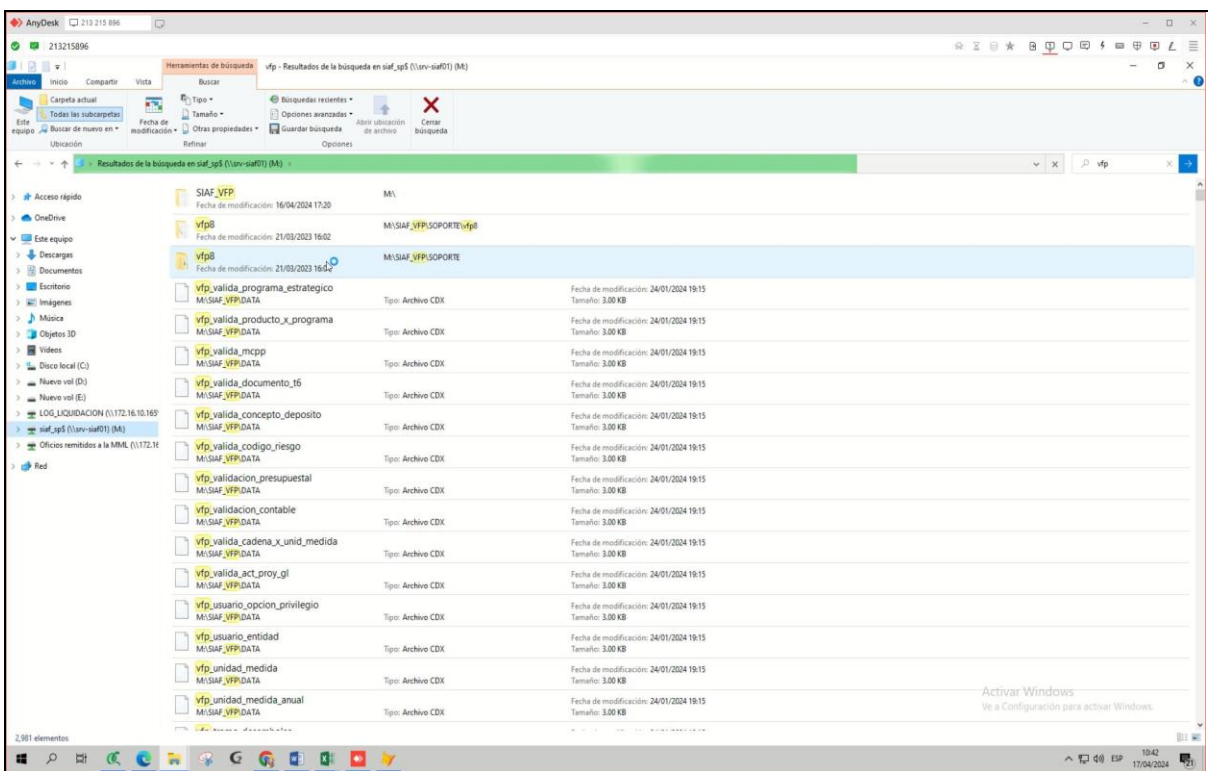 AnyDesk 213 215 896
213215896
Herramientas de búsqueda vfp - Resultados de la búsqueda en siaf_sp$ (\\srv-siaf01) (M:)
Archivo Inicio Compartir Vista Buscar
Este equipo
Carpeta actual
Todas las subcarpetas
Buscar de nuevo en
Ubicación
Fecha de modificación
Tipo
Tamaño
Otras propiedades
Refinar
Búsquedas recientes
Opciones avanzadas
Guardar búsqueda
Abrir ubicación de archivo
Cerrar búsqueda
Opciones
Resultados de la búsqueda en siaf_sp$ (\\srv-siaf01) (M:) vfp
Acceso rápido
OneDrive
Este equipo
Descargas
Documentos
Escritorio
Imágenes
Música
Objetos 3D
Vídeos
Disco local (C:)
Nuevo vol (D:)
Nuevo vol (E:)
LOG_LIQUIDACION (\\172.16.10.165
siaf_sp$ (\\srv-siaf01) (M:)
Oficios remitidos a la MML (\\172.16
Red
SIAF_VFP M:\
Fecha de modificación: 16/04/2024 17:20
vfp8 M:\SIAF_VFP\SOPORTE\vfp8
Fecha de modificación: 21/03/2023 16:02
vfp8 M:\SIAF_VFP\SOPORTE
Fecha de modificación: 21/03/2023 16:02
vfp_valida_programa_estrategico Fecha de modificación: 24/01/2024 19:15
M:\SIAF_VFP\DATA Tipo: Archivo CDX Tamaño: 3.00 KB
vfp_valida_producto_x_programa Fecha de modificación: 24/01/2024 19:15
M:\SIAF_VFP\DATA Tipo: Archivo CDX Tamaño: 3.00 KB
vfp_valida_mcpp Fecha de modificación: 24/01/2024 19:15
M:\SIAF_VFP\DATA Tipo: Archivo CDX Tamaño: 3.00 KB
vfp_valida_documento_t6 Fecha de modificación: 24/01/2024 19:15
M:\SIAF_VFP\DATA Tipo: Archivo CDX Tamaño: 3.00 KB
vfp_valida_concepto_deposito Fecha de modificación: 24/01/2024 19:15
M:\SIAF_VFP\DATA Tipo: Archivo CDX Tamaño: 3.00 KB
vfp_valida_codigo_riesgo Fecha de modificación: 24/01/2024 19:15
M:\SIAF_VFP\DATA Tipo: Archivo CDX Tamaño: 3.00 KB
vfp_validacion_presupuestal Fecha de modificación: 24/01/2024 19:15
M:\SIAF_VFP\DATA Tipo: Archivo CDX Tamaño: 3.00 KB
vfp_validacion_contable Fecha de modificación: 24/01/2024 19:15
M:\SIAF_VFP\DATA Tipo: Archivo CDX Tamaño: 3.00 KB
vfp_valida_cadena_x_unid_medida Fecha de modificación: 24/01/2024 19:15
M:\SIAF_VFP\DATA Tipo: Archivo CDX Tamaño: 3.00 KB
vfp_valida_act_proy_gl Fecha de modificación: 24/01/2024 19:15
M:\SIAF_VFP\DATA Tipo: Archivo CDX Tamaño: 3.00 KB
vfp_usuario_opcion_privilegio Fecha de modificación: 24/01/2024 19:15
M:\SIAF_VFP\DATA Tipo: Archivo CDX Tamaño: 3.00 KB
vfp_usuario_entidad Fecha de modificación: 24/01/2024 19:15
M:\SIAF_VFP\DATA Tipo: Archivo CDX Tamaño: 3.00 KB
vfp_unidad_medida Fecha de modificación: 24/01/2024 19:15
M:\SIAF_VFP\DATA Tipo: Archivo CDX Tamaño: 3.00 KB
vfp_unidad_medida_anual Fecha de modificación: 24/01/2024 19:15
M:\SIAF_VFP\DATA Tipo: Archivo CDX Tamaño: 3.00 KB
Activar Windows
Ve a Configuración para activar Windows.
2,981 elementos
ESP 10:42
17/04/2024